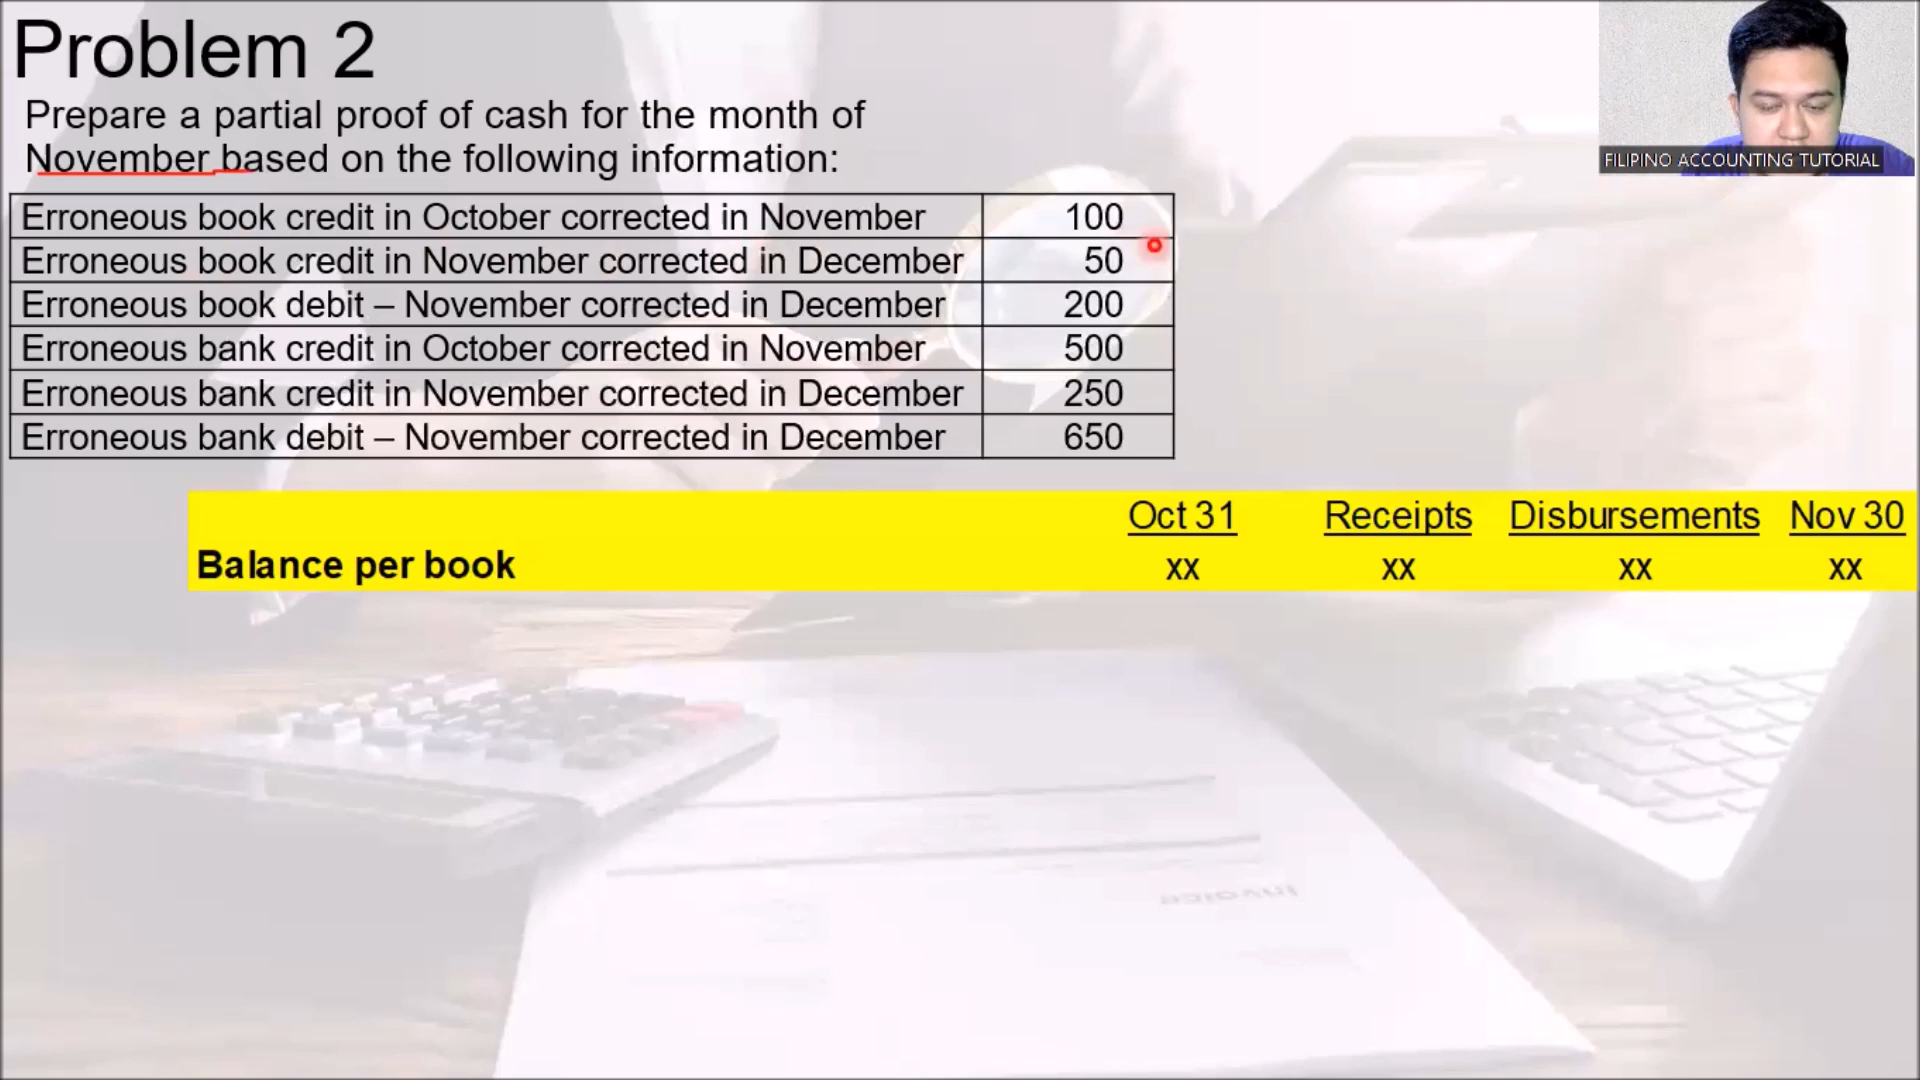 Problem 2
FILIPINO ACCOUNTING TUTORIAL
Prepare a partial proof of cash for the month of
November based on the following information:
Erroneous book credit in October corrected in November 100
Erroneous book credit in November corrected in December 50
Erroneous book debit – November corrected in December 200
Erroneous bank credit in October corrected in November 500
Erroneous bank credit in November corrected in December 250
Erroneous bank debit – November corrected in December 650
Oct 31 Receipts Disbursements Nov 30
Balance per book xx xx xx xx
invoice